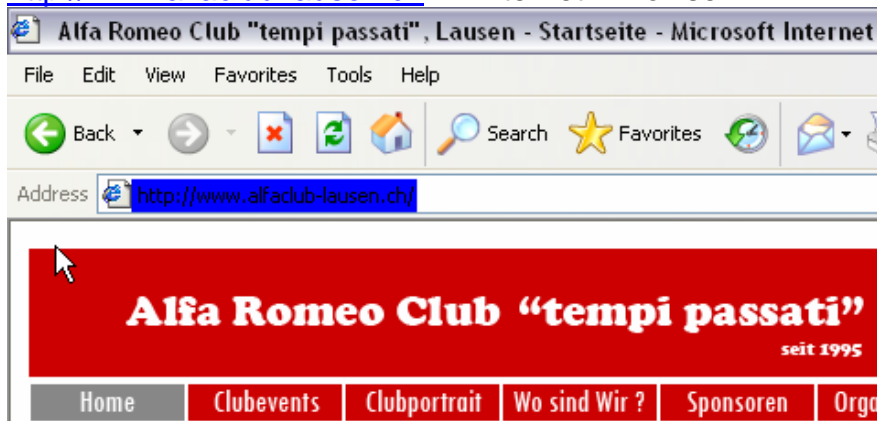 Alfa Romeo Club "tempi passati", Lausen - Startseite - Microsoft Internet
File Edit View Favorites Tools Help
Back Search Favorites
Address http://www.alfaclub-lausen.ch/
Alfa Romeo Club “tempi passati”
seit 1995
Home Clubevents Clubportrait Wo sind Wir ? Sponsoren